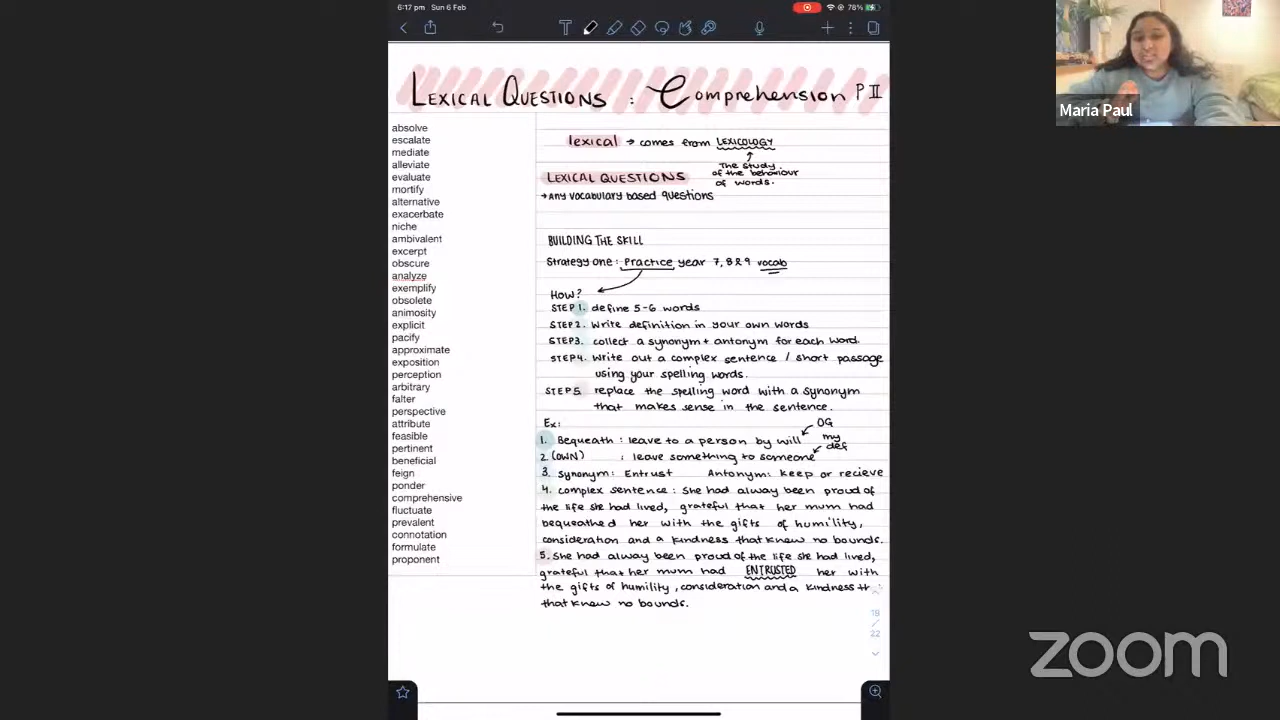 6:17 pm Sun 6 Feb
78%
LEXICAL QUESTIONS : Comprehension P II
absolve
escalate
mediate
alleviate
evaluate
mortify
alternative
exacerbate
niche
ambivalent
excerpt
obscure
analyze
exemplify
obsolete
animosity
explicit
pacify
approximate
exposition
perception
arbitrary
falter
perspective
attribute
feasible
pertinent
beneficial
feign
ponder
comprehensive
fluctuate
prevalent
connotation
formulate
proponent
lexical → comes from LEXICOLOGY
The study
of the behaviour
of words.
LEXICAL QUESTIONS
→ Any vocabulary based questions
BUILDING THE SKILL
Strategy one: Practice year 7, 8 & 9 vocab
How?
STEP 1. define 5-6 words
STEP 2. Write definition in your own words
STEP 3. collect a synonym + antonym for each word.
STEP 4. Write out a complex sentence / short passage
using your spelling words.
STEP 5 replace the spelling word with a synonym
that makes sense in the sentence.
Ex:
OG
1. Bequeath : leave to a person by will
my
def
2. (OWN) : leave something to someone
3. Synonym: Entrust Antonym: keep or recieve
4. complex sentence : She had alway been proud of
the life she had lived, grateful that her mum had
bequeathed her with the gifts of humility,
consideration and a kindness that knew no bounds.
5. She had alway been proud of the life she had lived,
grateful that her mum had ENTRUSTED her with
the gifts of humility, consideration and a kindness th
that knew no bounds.
19
/
22
Maria Paul
zoom